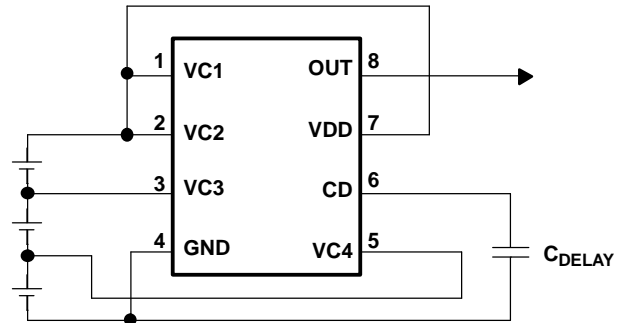 1 VC1 OUT 8
2 VC2 VDD 7
3 VC3 CD 6
4 GND VC4 5
CDELAY